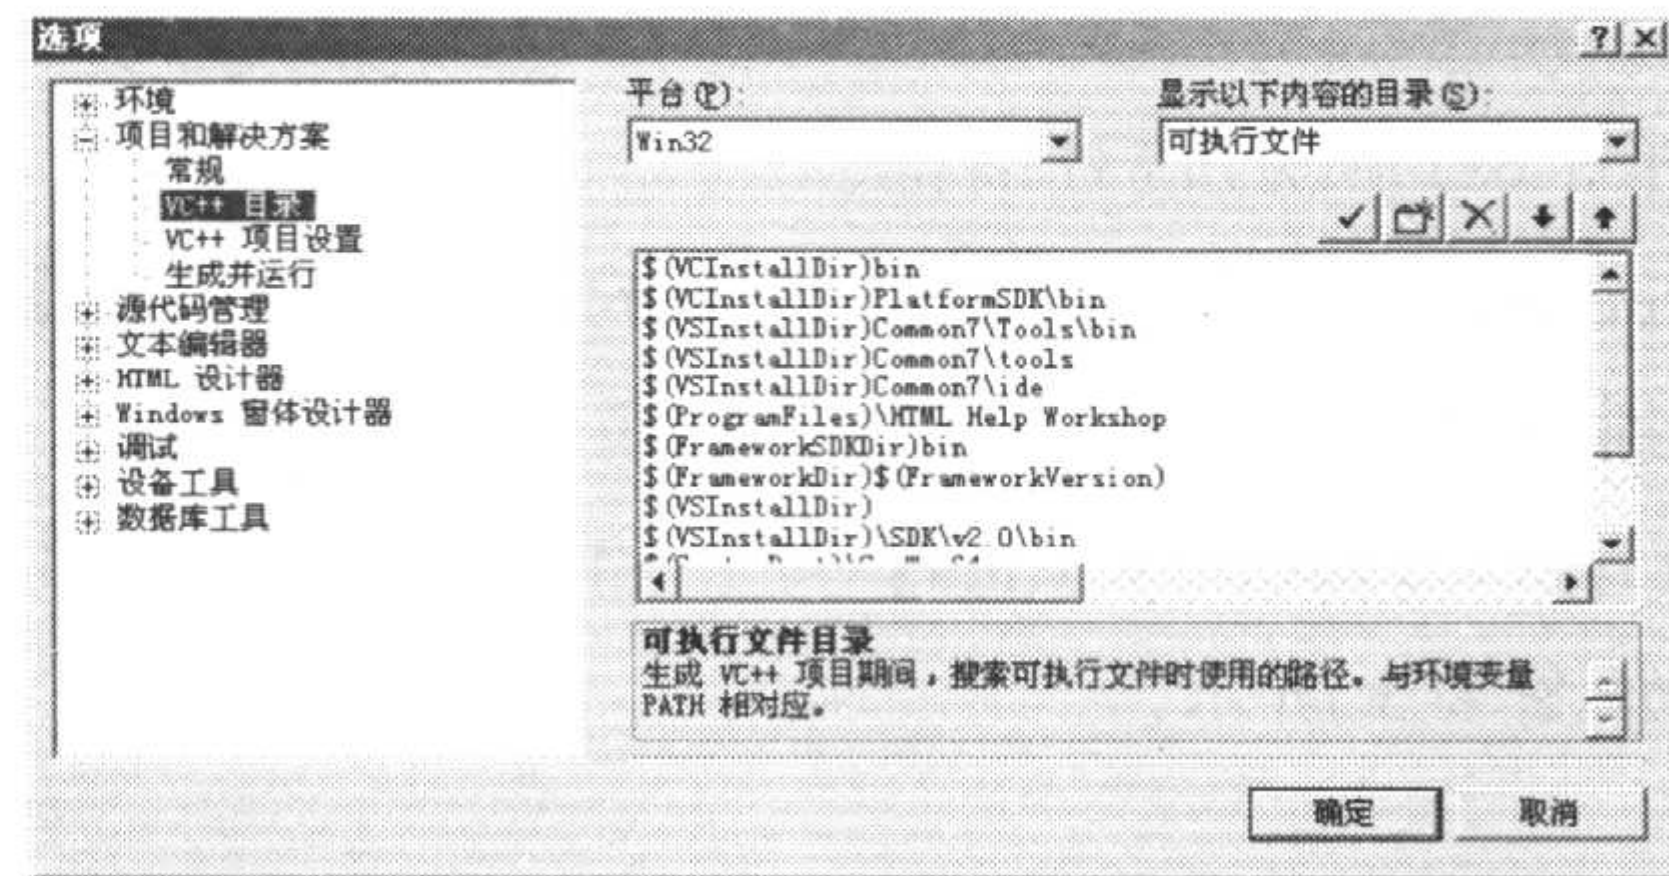 选项
环境
项目和解决方案
常规
VC++ 目录
VC++ 项目设置
生成并运行
源代码管理
文本编辑器
HTML 设计器
Windows 窗体设计器
调试
设备工具
数据库工具
平台(P):
Win32
显示以下内容的目录(S):
可执行文件
$(VCInstallDir)bin
$(VCInstallDir)PlatformSDK\bin
$(VSInstallDir)Common7\Tools\bin
$(VSInstallDir)Common7\tools
$(VSInstallDir)Common7\ide
$(ProgramFiles)\HTML Help Workshop
$(FrameworkSDKDir)bin
$(FrameworkDir)$(FrameworkVersion)
$(VSInstallDir)
$(VSInstallDir)\SDK\v2.0\bin
可执行文件目录
生成 VC++ 项目期间，搜索可执行文件时使用的路径。与环境变量
PATH 相对应。
确定
取消